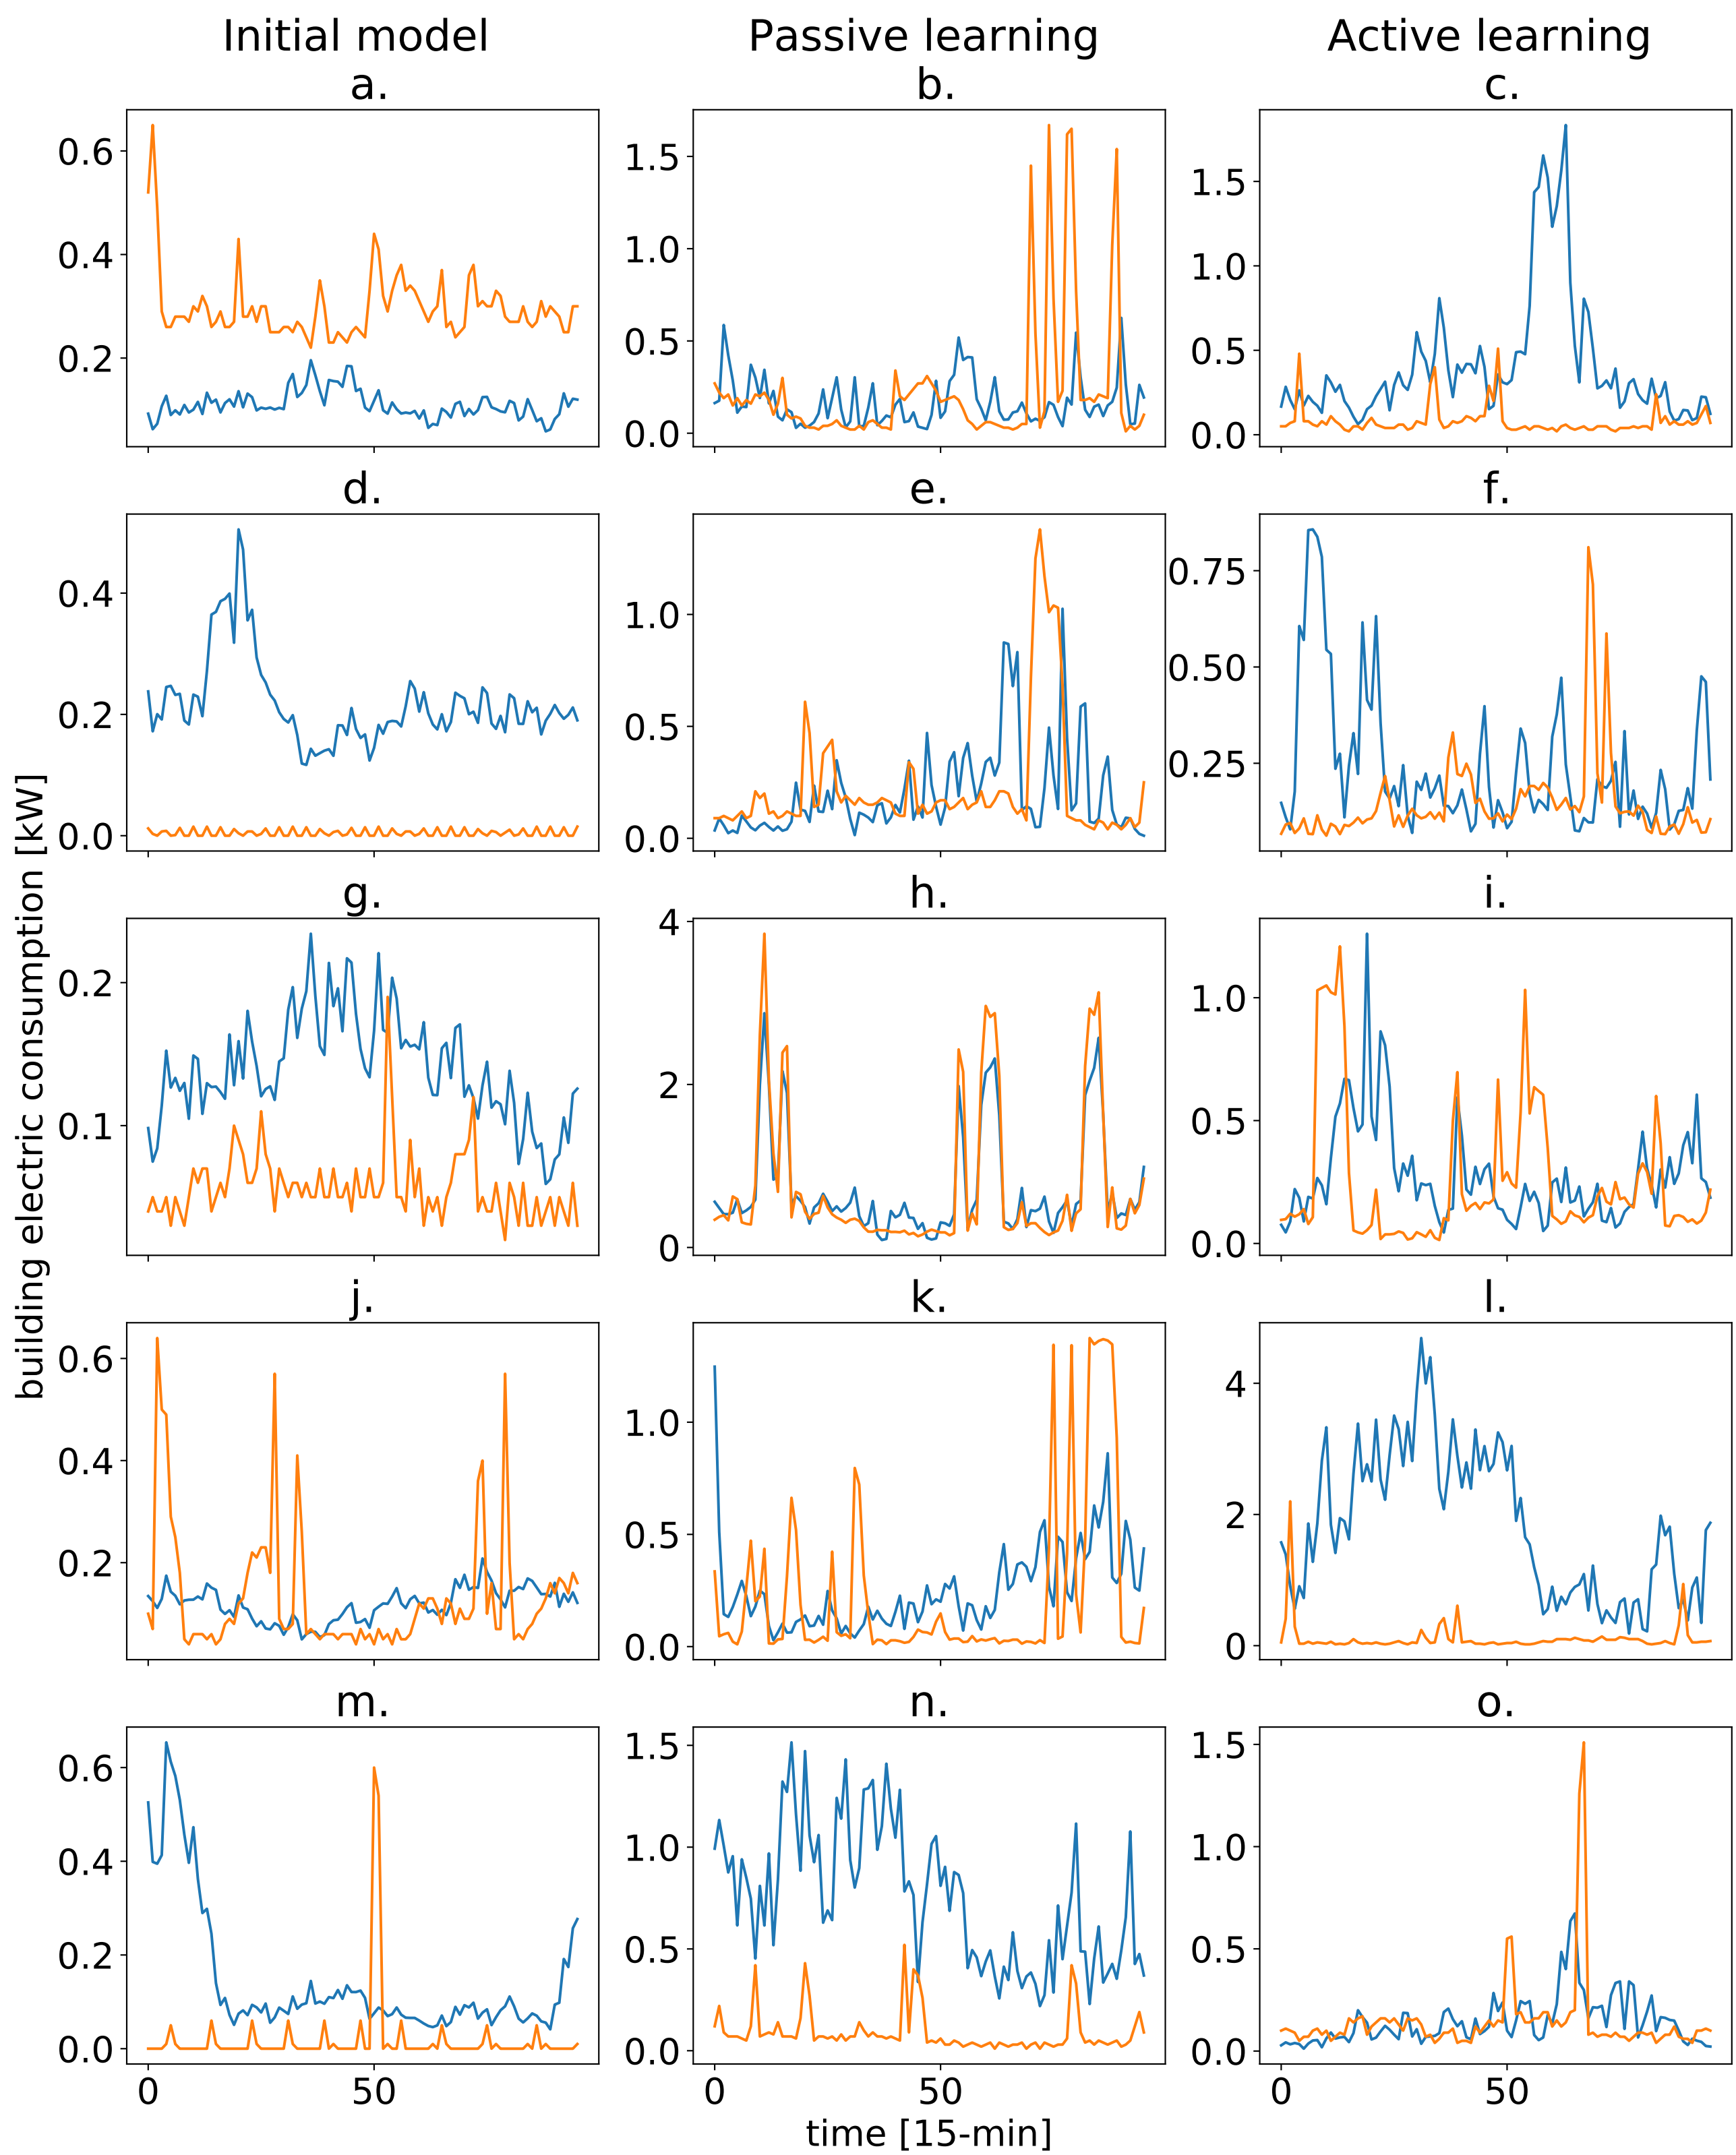 Initial model Passive learning Active learning
a. b. c.
0.6 0.4 0.2
1.5 1.0 0.5 0.0
1.5 1.0 0.5 0.0
d. e. f.
0.4 0.2 0.0
1.0 0.5 0.0
0.75 0.50 0.25
g. h. i.
0.2 0.1
4 2 0
1.0 0.5 0.0
j. k. l.
0.6 0.4 0.2
1.0 0.5 0.0
4 2 0
m. n. o.
0.6 0.4 0.2 0.0
1.5 1.0 0.5 0.0
1.5 1.0 0.5 0.0
0 50 0 50 0 50
time [15-min]
building electric consumption [kW]